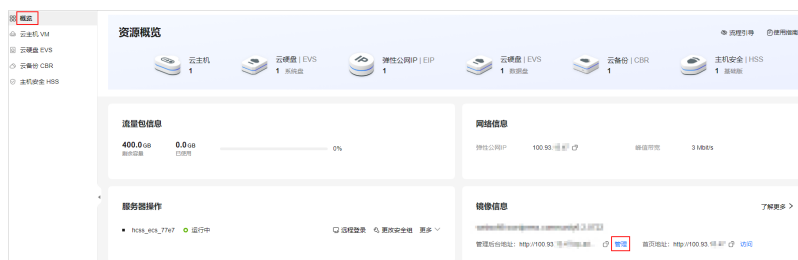 概览
云主机 VM
云硬盘 EVS
云备份 CBR
主机安全 HSS
资源概览
流程引导 使用指南
云主机 1
云硬盘 | EVS 1 系统盘
弹性公网IP | EIP 1
云硬盘 | EVS 1 数据盘
云备份 | CBR 1
主机安全 | HSS 1 基础版
流量包信息
400.0 GB 0.0 GB 0%
剩余容量 已使用
网络信息
弹性公网IP 100.93. 峰值带宽 3 Mbit/s
服务器操作
hcss_ecs_77e7 运行中 远程登录 更改安全组 更多
镜像信息 了解更多 >
管理后台地址: http://100.93. 管理 首页地址: http://100.93. 访问